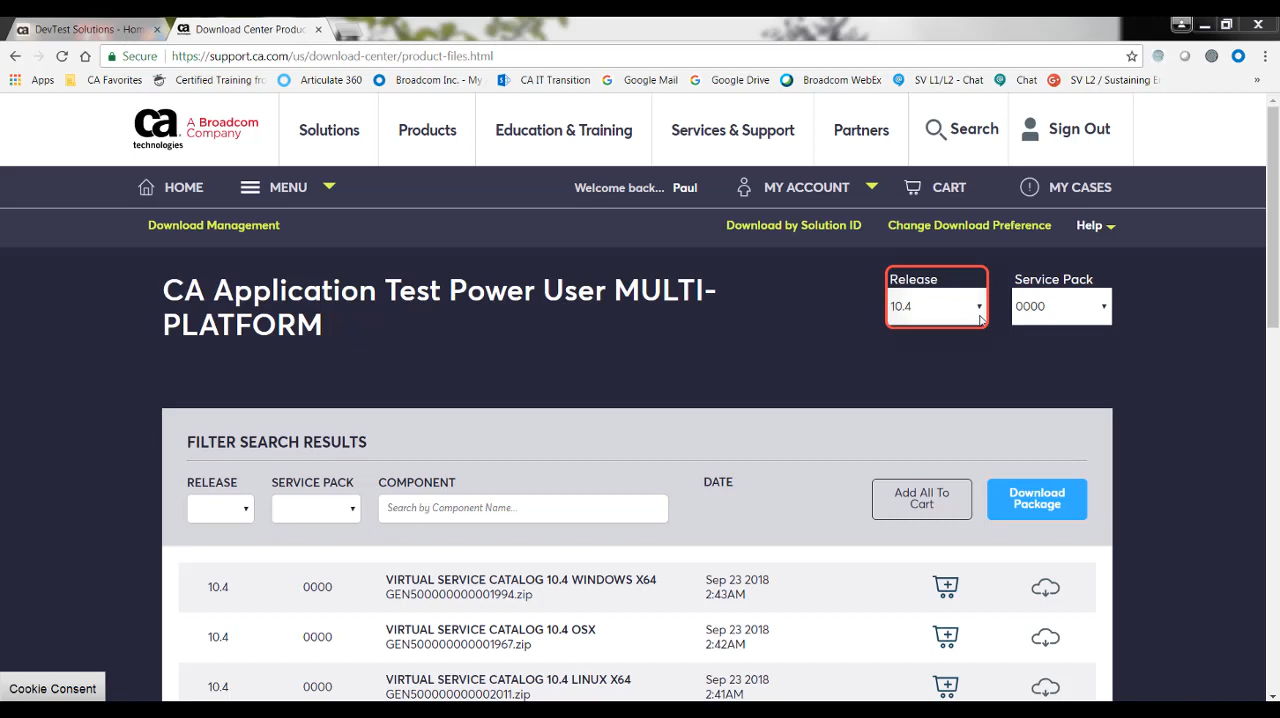 DevTest Solutions - Hom
Download Center Produc
Secure
https://support.ca.com/us/download-center/product-files.html
Apps
CA Favorites
Certified Training fro
Articulate 360
Broadcom Inc. - My
CA IT Transition
Google Mail
Google Drive
Broadcom WebEx
SV L1/L2 - Chat
Chat
SV L2 / Sustaining E
ca
technologies
A Broadcom
Company
Solutions
Products
Education & Training
Services & Support
Partners
Search
Sign Out
HOME
MENU
Welcome back... Paul
MY ACCOUNT
CART
MY CASES
Download Management
Download by Solution ID
Change Download Preference
Help
CA Application Test Power User MULTI-
PLATFORM
Release
10.4
Service Pack
0000
FILTER SEARCH RESULTS
RELEASE
SERVICE PACK
COMPONENT
Search by Component Name...
DATE
Add All To
Cart
Download
Package
10.4
0000
VIRTUAL SERVICE CATALOG 10.4 WINDOWS X64
GEN500000000001994.zip
Sep 23 2018
2:43AM
10.4
0000
VIRTUAL SERVICE CATALOG 10.4 OSX
GEN500000000001967.zip
Sep 23 2018
2:42AM
10.4
0000
VIRTUAL SERVICE CATALOG 10.4 LINUX X64
GEN500000000002011.zip
Sep 23 2018
2:41AM
Cookie Consent